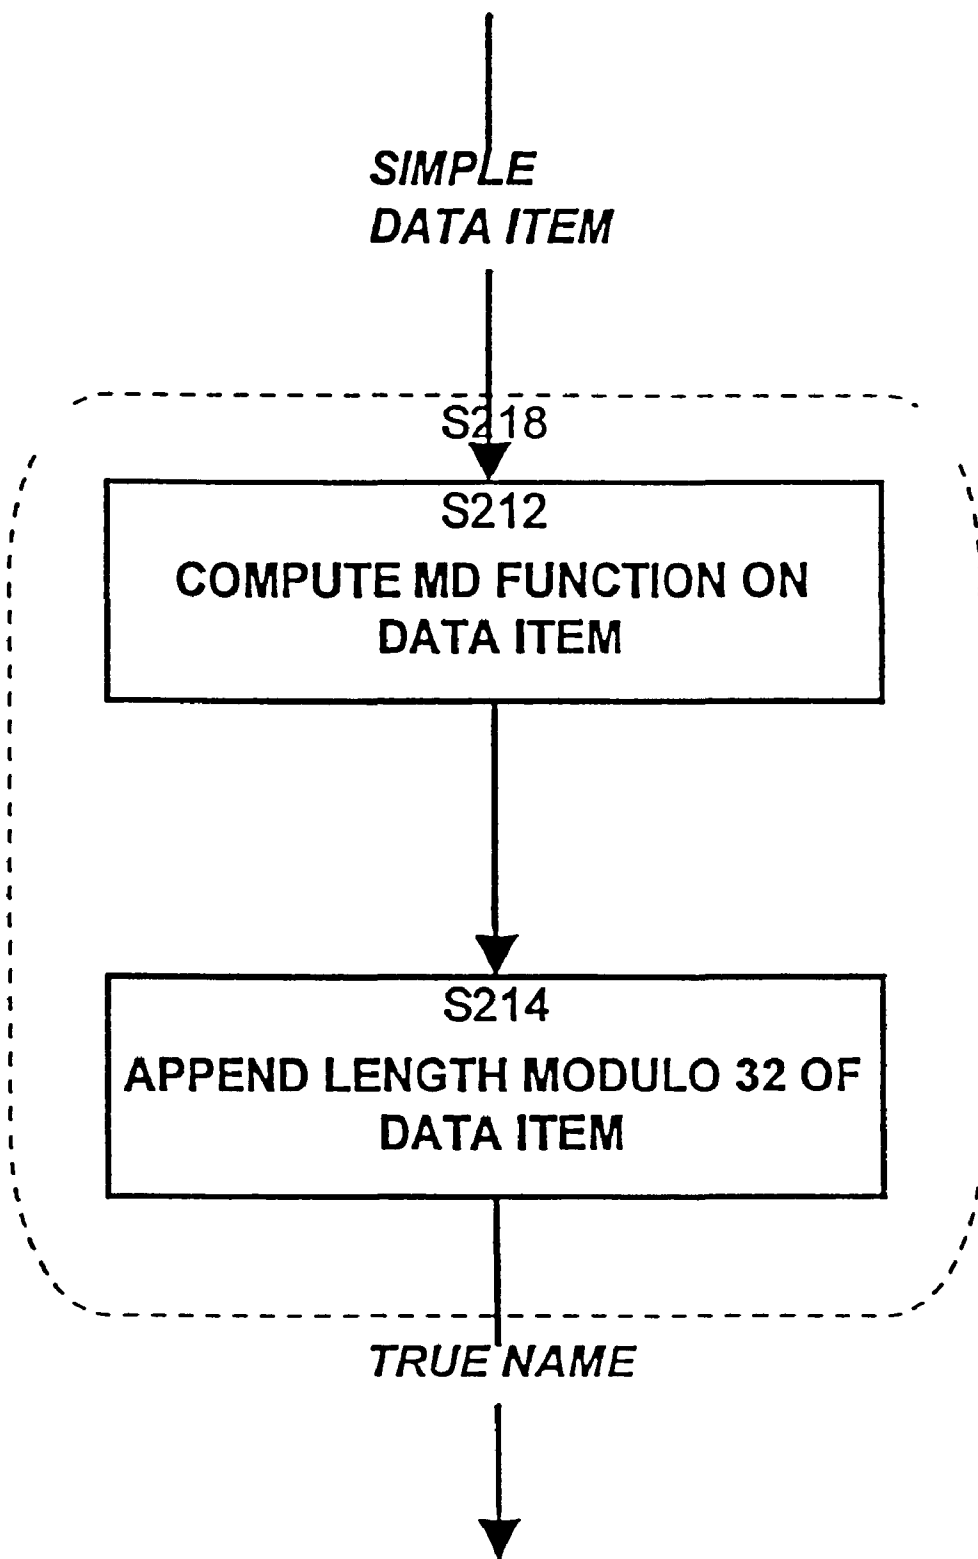 SIMPLE
DATA ITEM
S218
S212
COMPUTE MD FUNCTION ON
DATA ITEM
S214
APPEND LENGTH MODULO 32 OF
DATA ITEM
TRUE NAME